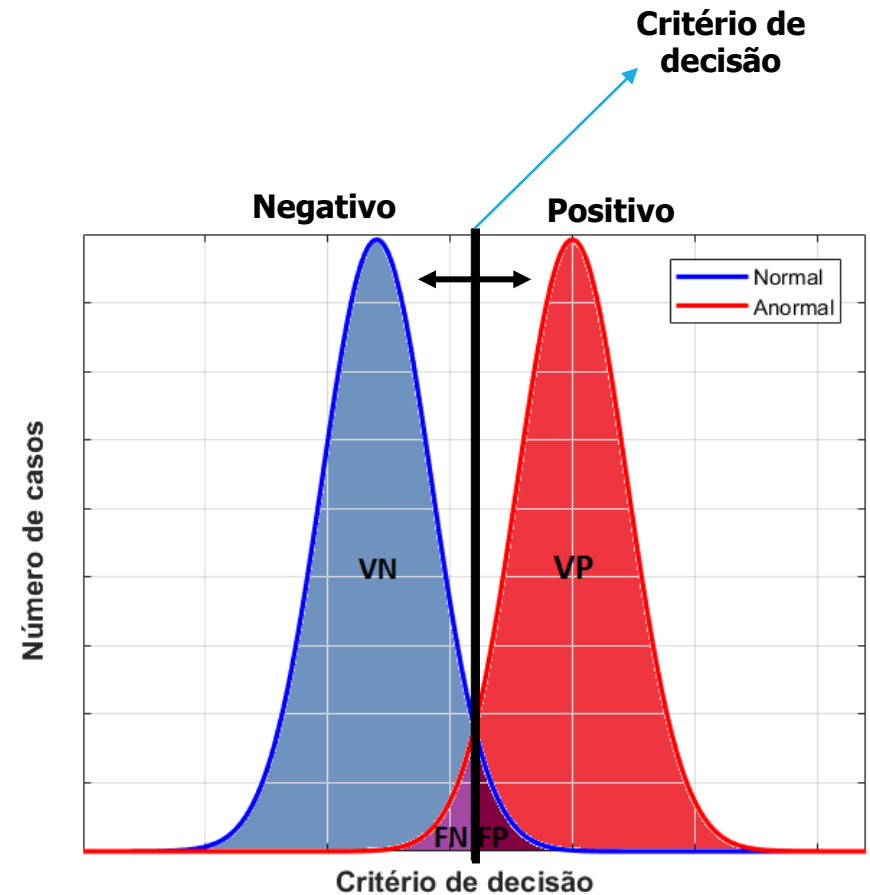 Critério de
decisão
Negativo
Positivo
Normal
Anormal
Número de casos
VN
VP
FN
FP
Critério de decisão